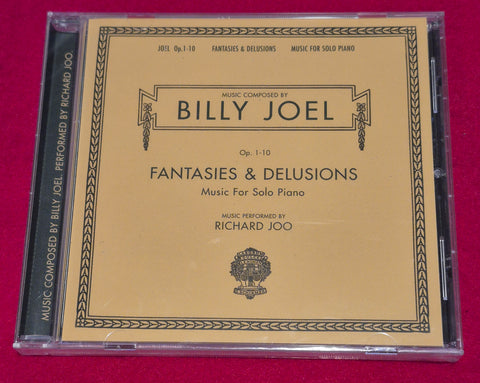 JOEL Op.1-10 FANTASIES & DELUSIONS MUSIC FOR SOLO PIANO
MUSIC COMPOSED BY
BILLY JOEL
Op. 1-10
FANTASIES & DELUSIONS
Music For Solo Piano
MUSIC PERFORMED BY
RICHARD JOO
MUSIC COMPOSED BY BILLY JOEL. PERFORMED BY RICHARD JOO.